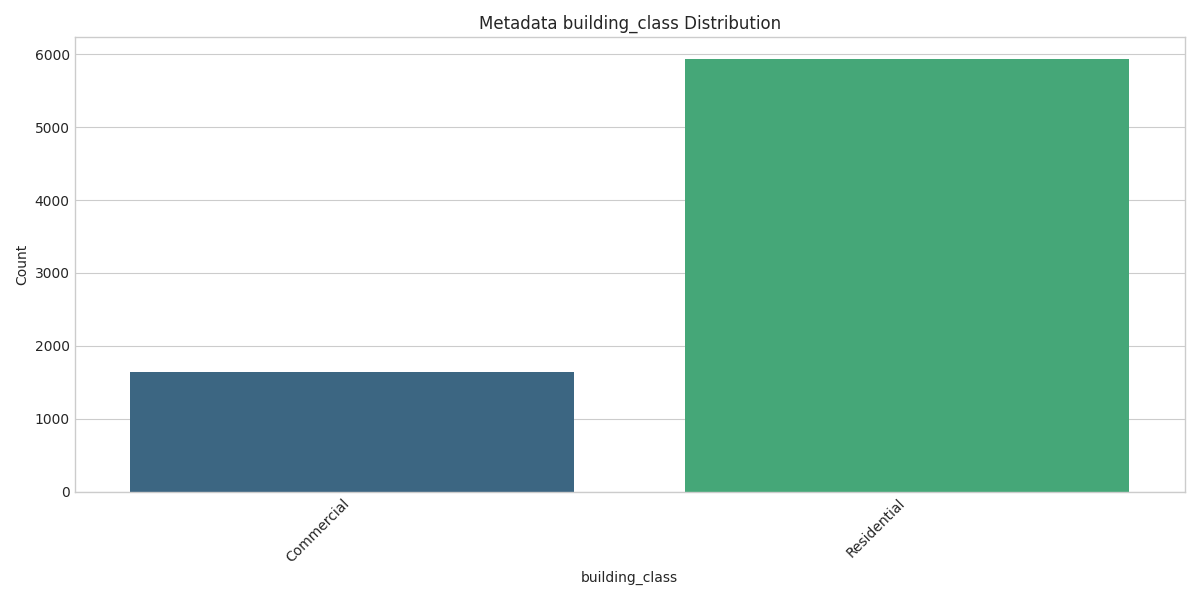 Metadata building_class Distribution
6000
5000
4000
3000
2000
1000
0
Count
Commercial
Residential
building_class